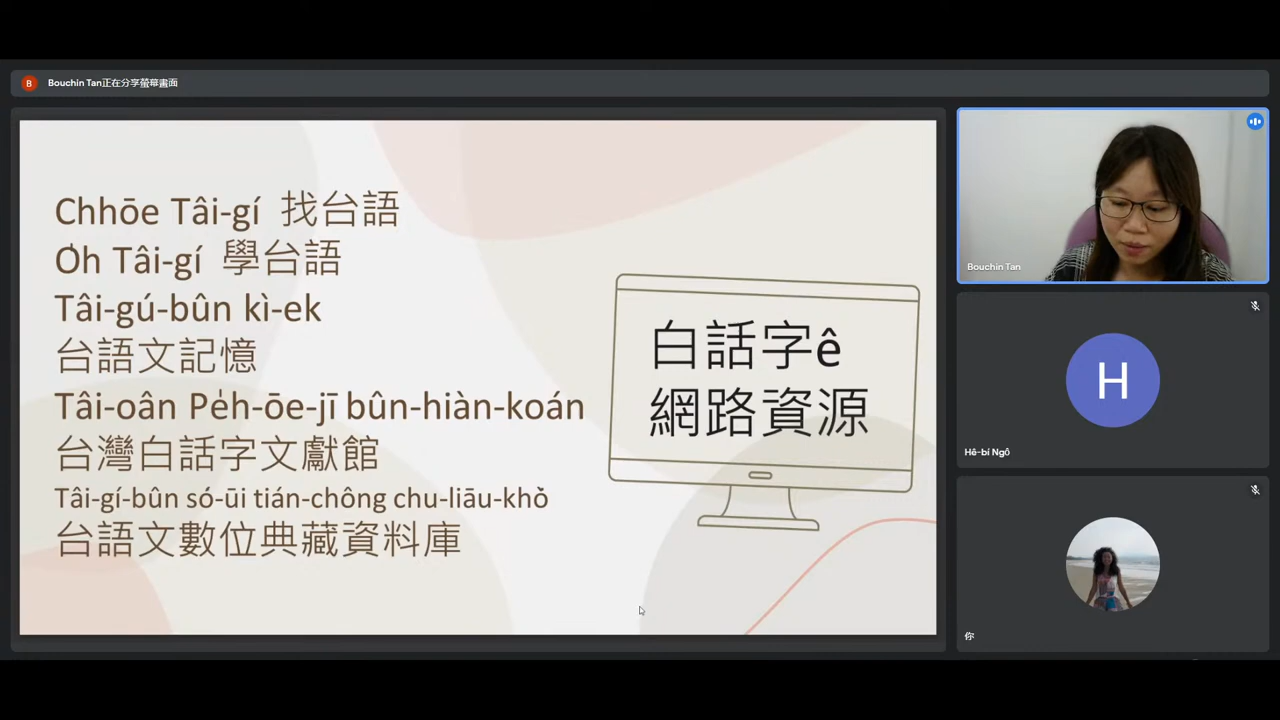 B
Bouchin Tan正在分享螢幕畫面
Chhōe Tâi-gí 找台語
O̍h Tâi-gí 學台語
Tâi-gú-bûn kì-ek
台語文記憶
Tâi-oân Pe̍h-ōe-jī bûn-hiàn-koán
台灣白話字文獻館
Tâi-gí-bûn só͘-ūi tián-chông chu-liāu-khò͘
台語文數位典藏資料庫
白話字ê
網路資源
Bouchin Tan
H
Hê-bí Ngô͘
你